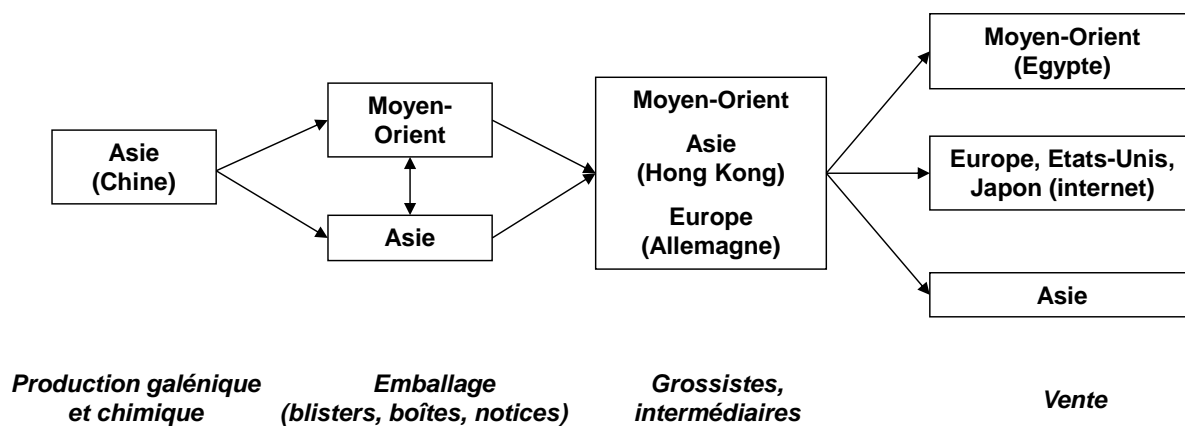 Asie
(Chine)
Moyen-
Orient
Asie
Moyen-Orient
Asie
(Hong Kong)
Europe
(Allemagne)
Moyen-Orient
(Egypte)
Europe, Etats-Unis,
Japon (internet)
Asie
Production galénique
et chimique
Emballage
(blisters, boîtes, notices)
Grossistes,
intermédiaires
Vente